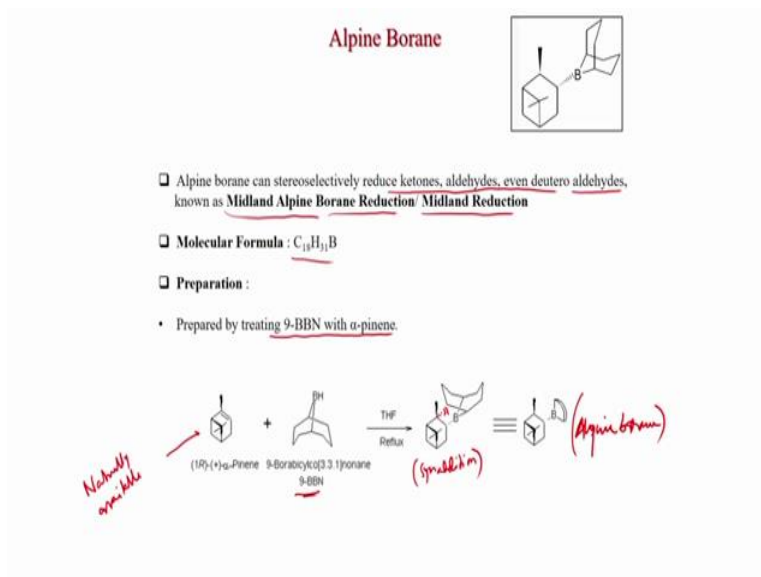 Alpine Borane
B
❑ Alpine borane can stereoselectively reduce ketones, aldehydes, even deutero aldehydes,
known as Midland Alpine Borane Reduction/ Midland Reduction
❑ Molecular Formula : C₁₈H₃₁B
❑ Preparation :
• Prepared by treating 9-BBN with α-pinene.
BH
+
THF
Reflux
H
B
B
(Alpine borane)
(1R)-(+)-α-Pinene
9-Borabicylco[3.3.1]nonane
9-BBN
(Syn addition)
Naturally
available